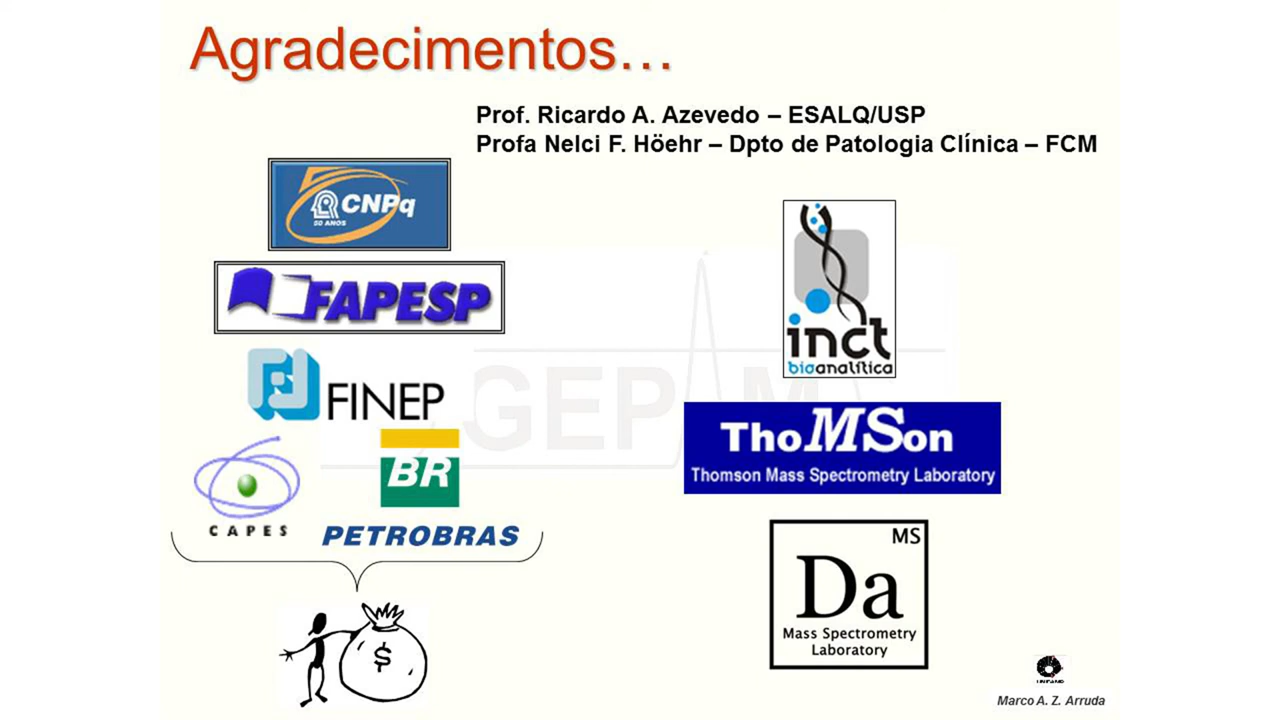 Agradecimentos...
Prof. Ricardo A. Azevedo – ESALQ/USP
Profa Nelci F. Höehr – Dpto de Patologia Clínica – FCM
CNPq
50 ANOS
FAPESP
FINEP
CAPES
BR
PETROBRAS
$
inct
bioanalítica
GEPAM
ThoMSon
Thomson Mass Spectrometry Laboratory
MS
Da
Mass Spectrometry
Laboratory
UNICAMP
Marco A. Z. Arruda